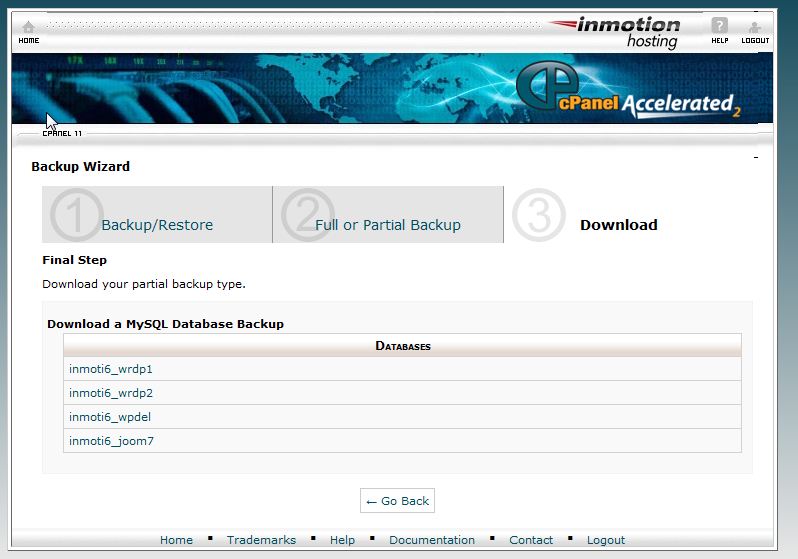 inmotion
hosting
HOME
HELP
LOGOUT
cPanel Accelerated2
CPANEL 11
Backup Wizard
1 Backup/Restore
2 Full or Partial Backup
3 Download
Final Step
Download your partial backup type.
Download a MySQL Database Backup
Databases
inmoti6_wrdp1
inmoti6_wrdp2
inmoti6_wpdel
inmoti6_joom7
← Go Back
Home ▪ Trademarks ▪ Help ▪ Documentation ▪ Contact ▪ Logout